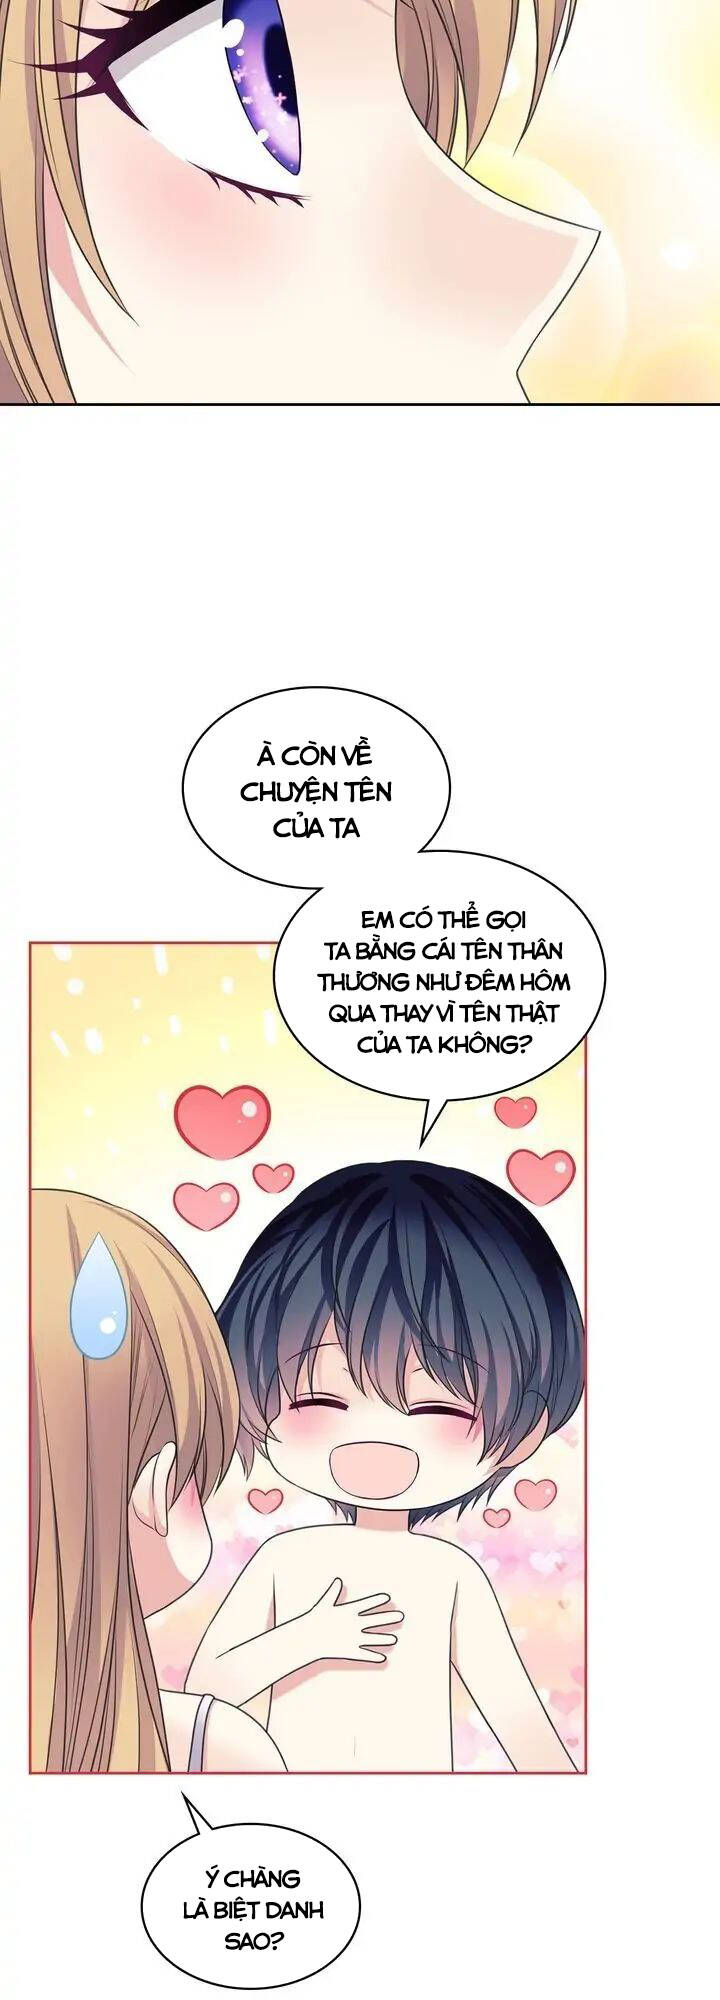 À CÒN VỀ
CHUYỆN TÊN
CỦA TA
EM CÓ THỂ GỌI
TA BẰNG CÁI TÊN THÂN
THƯƠNG NHƯ ĐÊM HÔM
QUA THAY VÌ TÊN THẬT
CỦA TA KHÔNG?
Ý CHÀNG
LÀ BIỆT DANH
SAO?